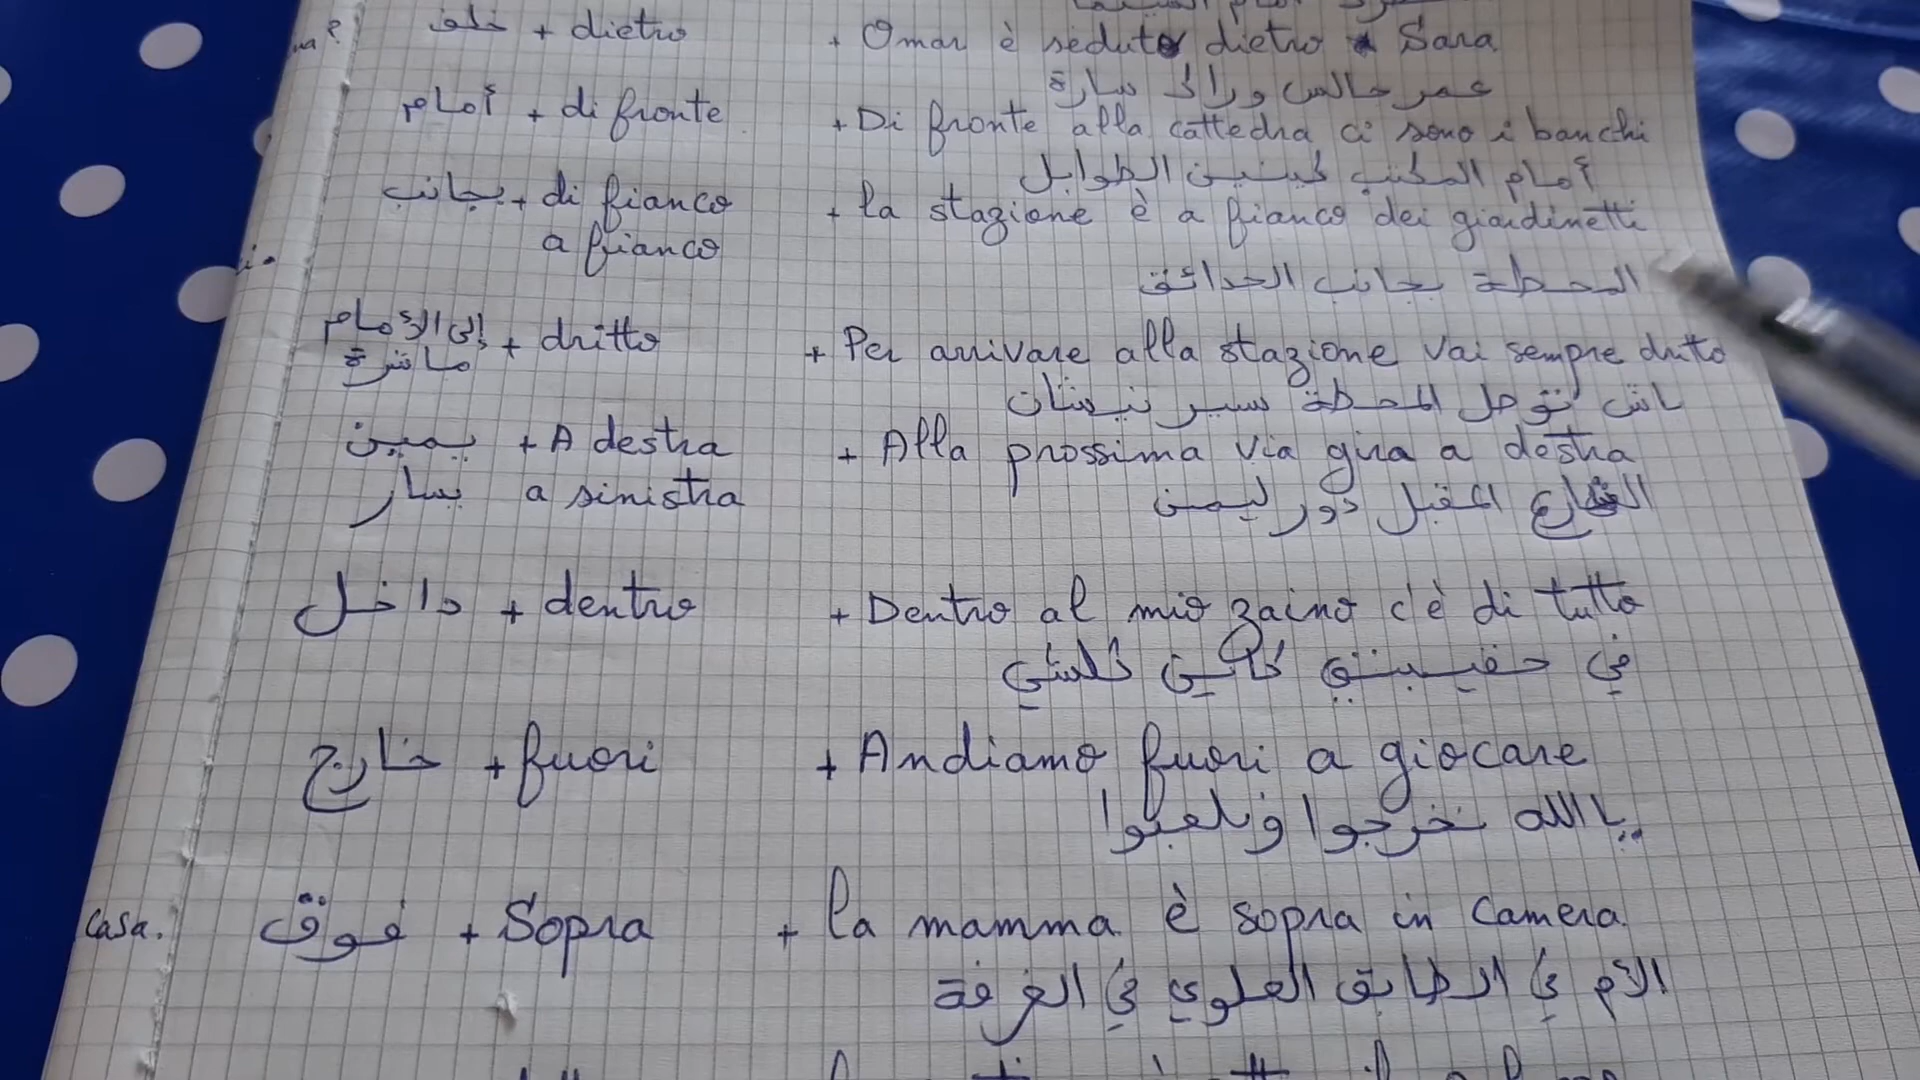 خلف + dietro + Omar è seduto dietro Sara
عمر جالس ورائ سارة
أمام + di fronte + Di fronte alla cattedra ci sono i banchi
أمام المكتب كينين الطوابل
بجانب + di fianco + la stazione è a fianco dei giardinetti
a fianco
المحطة بجانب الحدائق
إلى الأمام + dritto + Per arrivare alla stazione vai sempre dritto
مباشرة
باش توصل المحطة سير نيشان
يمين + A destra + Alla prossima via gira a destra
يسار a sinistra
الشارع المقبل دور ليمن
داخل + dentro + Dentro al mio zaino c'è di tutto
في حقيبتي كاين كلشي
خارج + fuori + Andiamo fuori a giocare
يا الله نخرجوا ونلعبوا
casa. فوق + Sopra + la mamma è sopra in camera.
الأم في الطابق العلوي في الغرفة